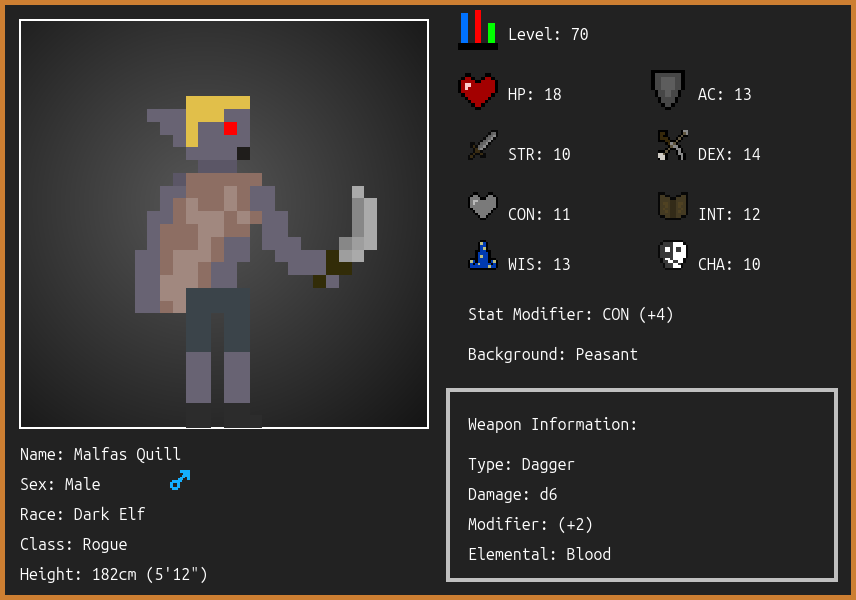 Level: 70
HP: 18
AC: 13
STR: 10
DEX: 14
CON: 11
INT: 12
WIS: 13
CHA: 10
Stat Modifier: CON (+4)
Background: Peasant
Weapon Information:
Type: Dagger
Damage: d6
Modifier: (+2)
Elemental: Blood
Name: Malfas Quill
Sex: Male
Race: Dark Elf
Class: Rogue
Height: 182cm (5'12")